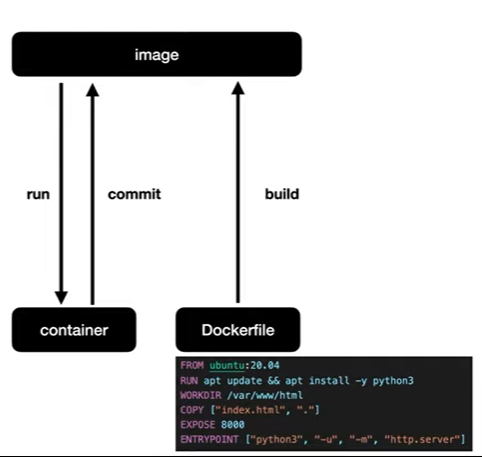 image
run
commit
build
container
Dockerfile
FROM ubuntu:20.04
RUN apt update && apt install -y python3
WORKDIR /var/www/html
COPY ["index.html", "."]
EXPOSE 8000
ENTRYPOINT ["python3", "-u", "-m", "http.server"]